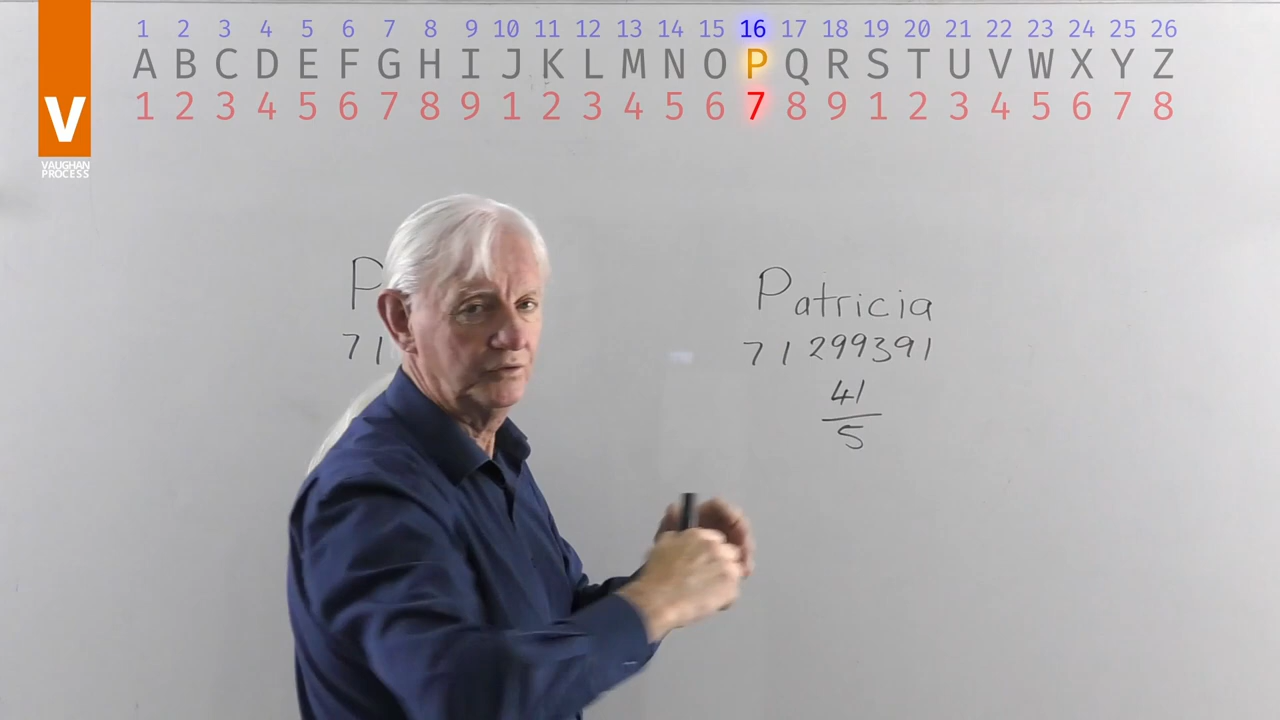 1 2 3 4 5 6 7 8 9 10 11 12 13 14 15 16 17 18 19 20 21 22 23 24 25 26
A B C D E F G H I J K L M N O P Q R S T U V W X Y Z
1 2 3 4 5 6 7 8 9 1 2 3 4 5 6 7 8 9 1 2 3 4 5 6 7 8
V
VAUGHAN
PROCESS
P
71
Patricia
71299391
41
5